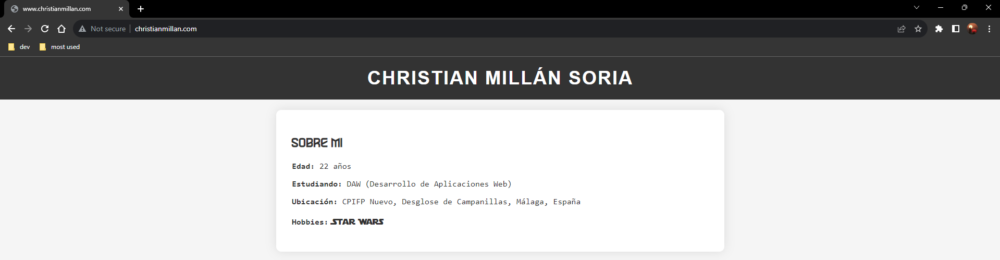 www.christianmillan.com
Not secure christianmillan.com
dev most used
CHRISTIAN MILLÁN SORIA
SOBRE MI
Edad: 22 años
Estudiando: DAW (Desarrollo de Aplicaciones Web)
Ubicación: CPIFP Nuevo, Desglose de Campanillas, Málaga, España
Hobbies: STAR WARS